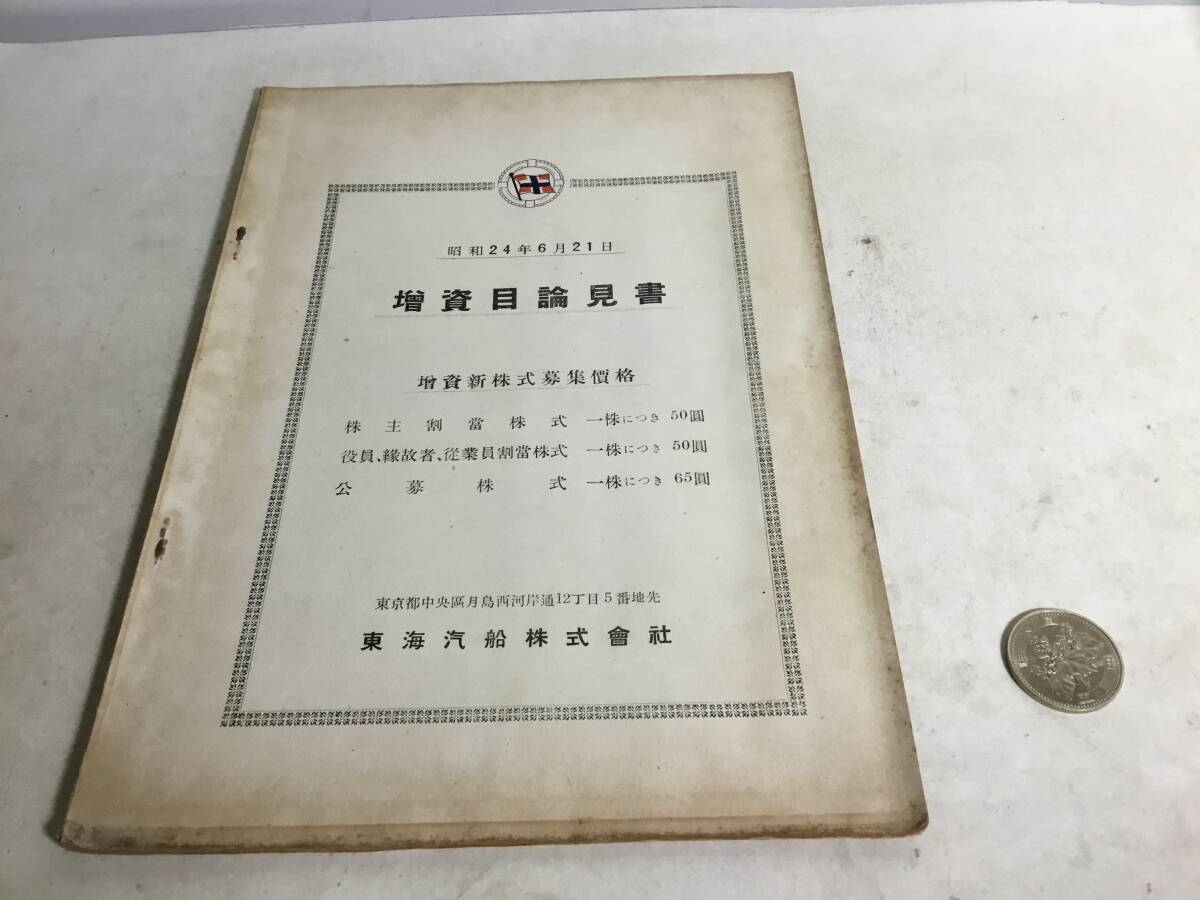 昭和24年6月21日
增資目論見書
增資新株式募集價格
株主割當株式 一株につき 50圓
役員、緣故者、從業員割當株式 一株につき 50圓
公募株式 一株につき 65圓
東京都中央區月島西河岸通12丁目5番地先
東海汽船株式會社